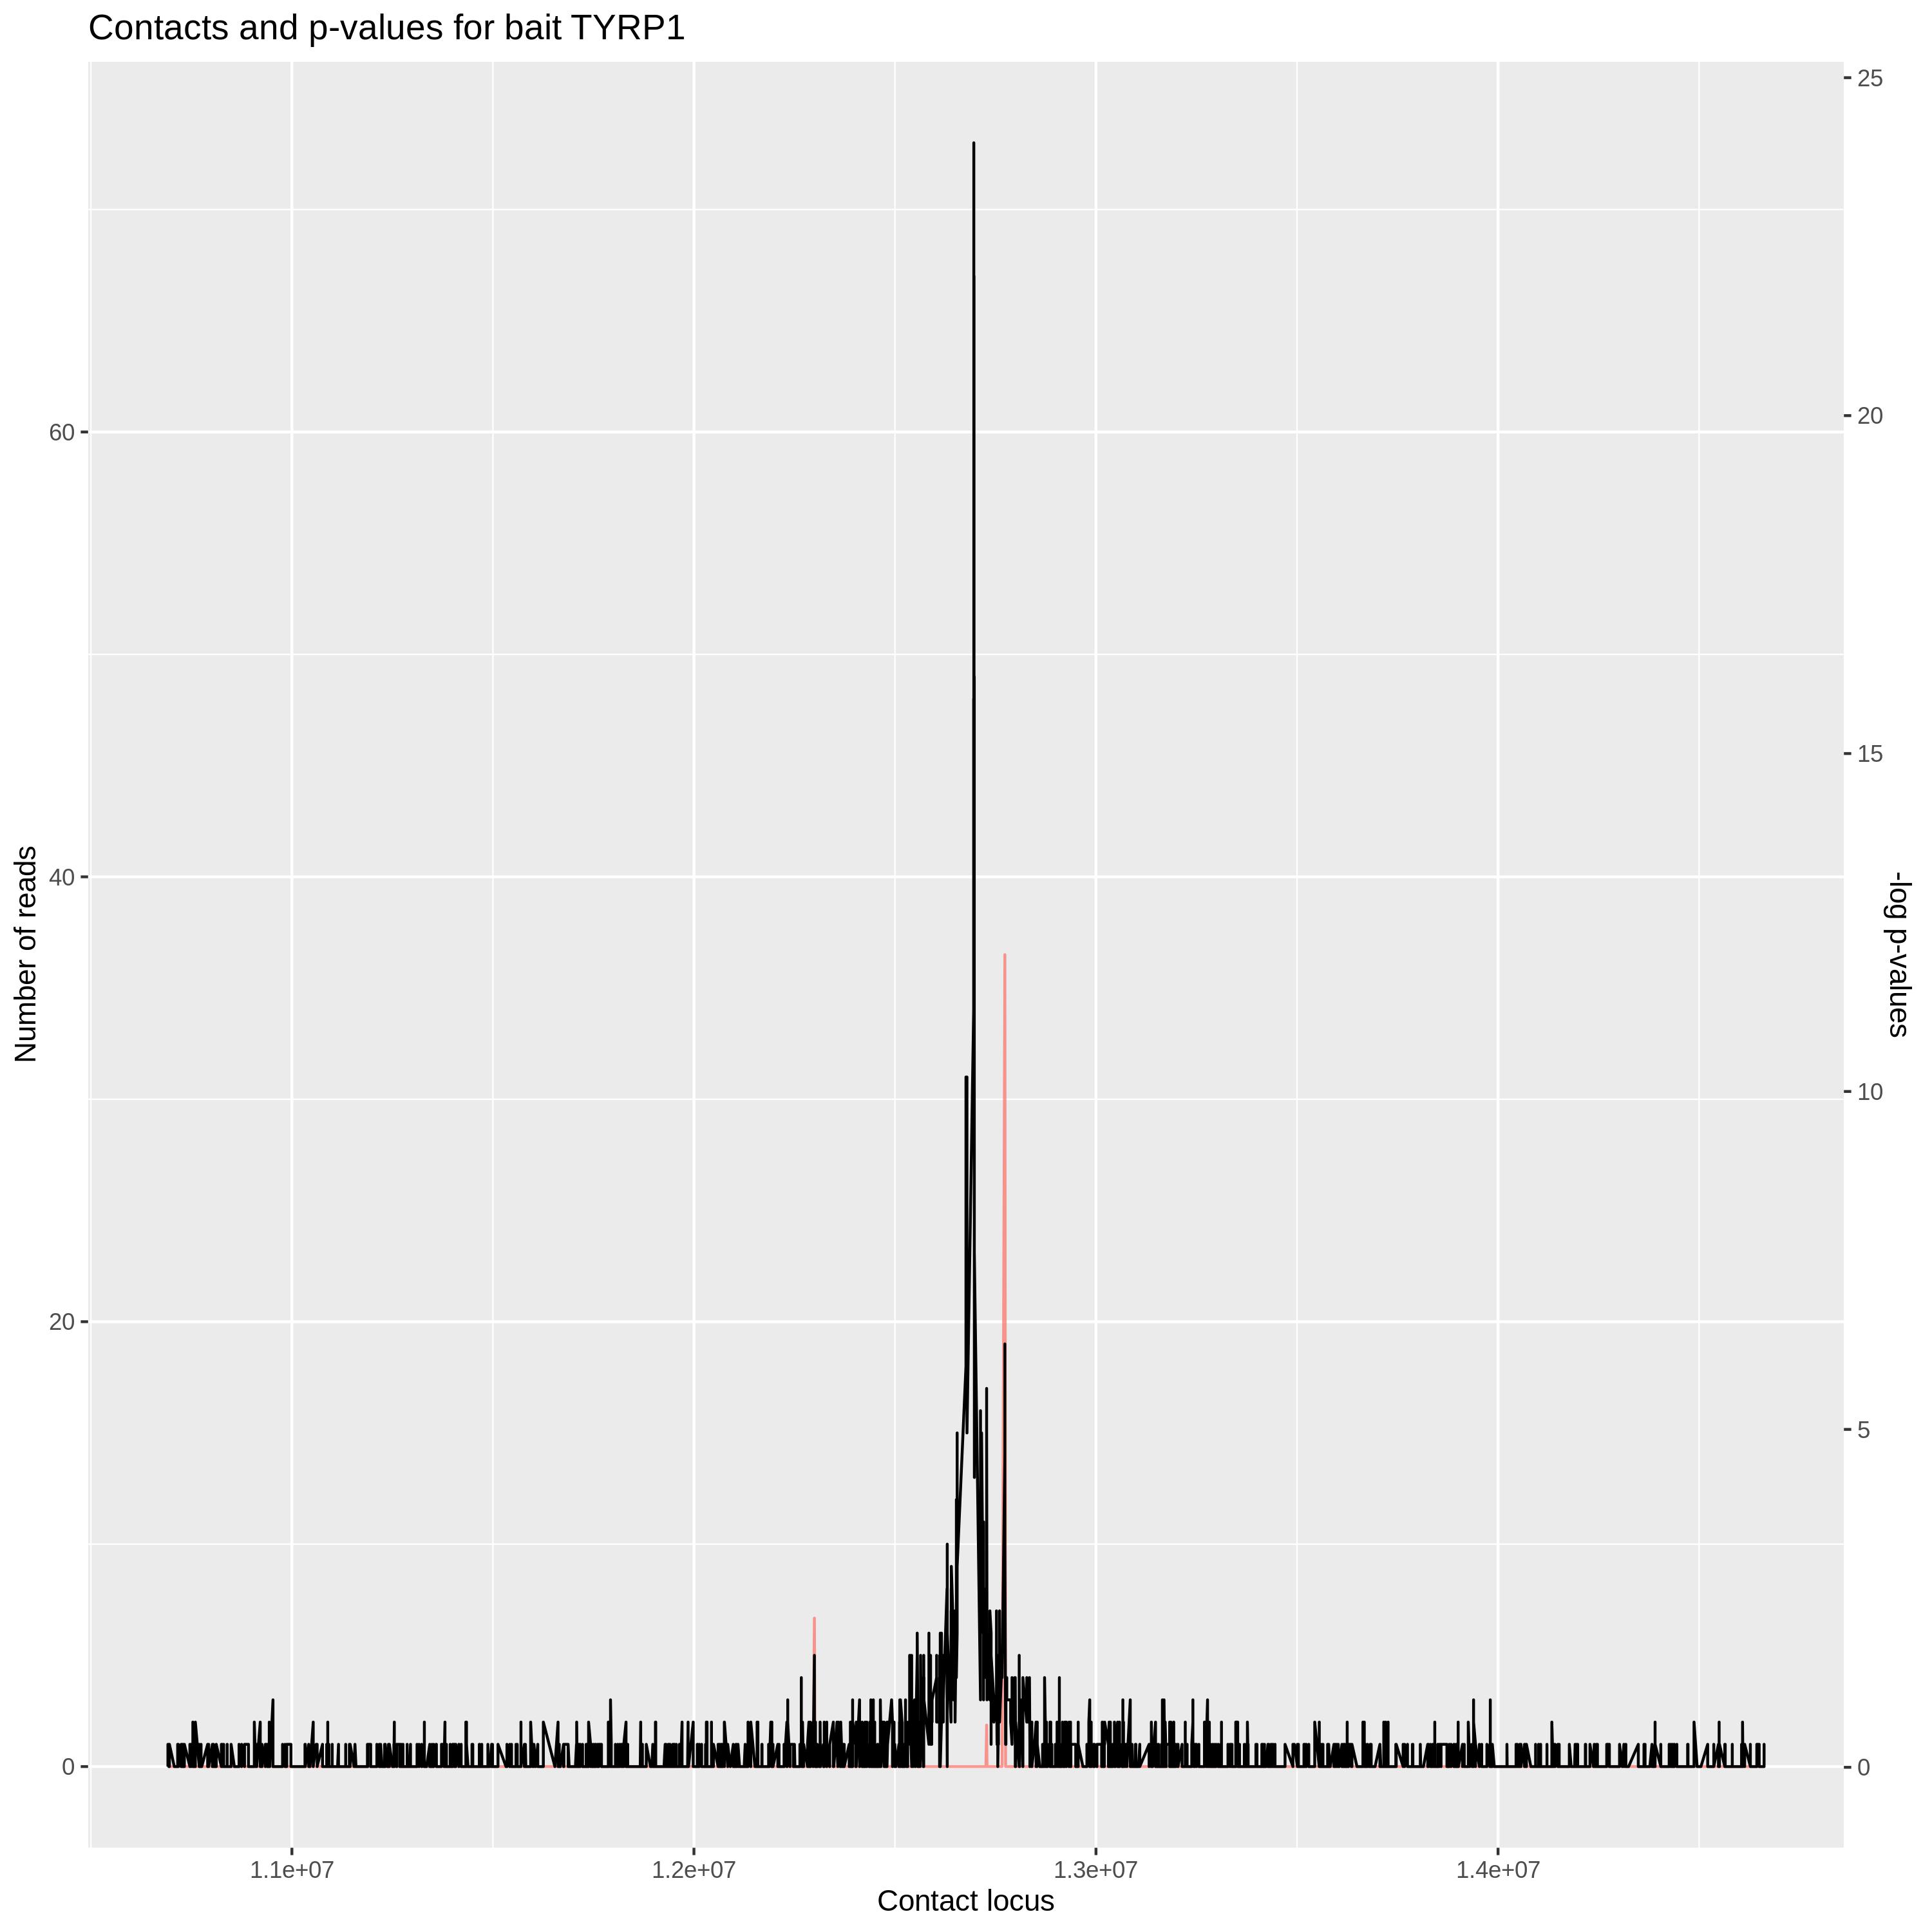 Contacts and p-values for bait TYRP1
25
20
15
10
5
0
60
40
20
0
Number of reads
-log p-values
1.1e+07 1.2e+07 1.3e+07 1.4e+07
Contact locus